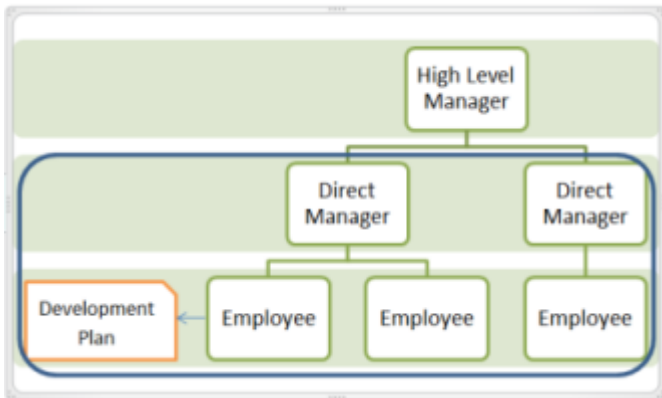 High Level
Manager
Direct
Manager
Direct
Manager
Development
Plan
Employee
Employee
Employee